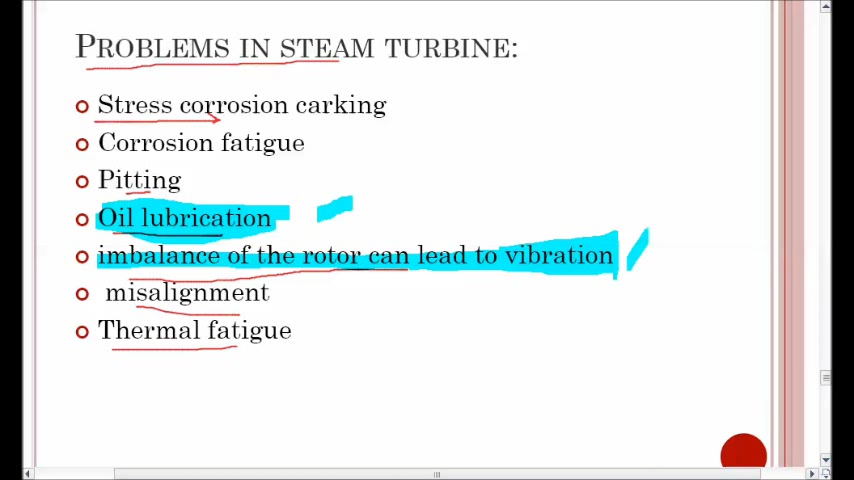 PROBLEMS IN STEAM TURBINE:
Stress corrosion carking
Corrosion fatigue
Pitting
Oil lubrication
imbalance of the rotor can lead to vibration
misalignment
Thermal fatigue